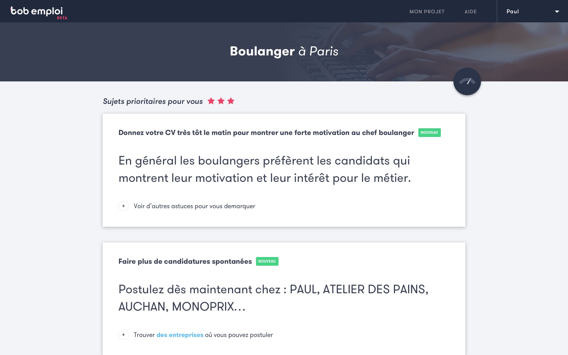 bob emploi
BETA
MON PROJET
AIDE
Paul
Boulanger à Paris
Sujets prioritaires pour vous
Donnez votre CV très tôt le matin pour montrer une forte motivation au chef boulanger NOUVEAU
En général les boulangers préfèrent les candidats qui
montrent leur motivation et leur intérêt pour le métier.
+ Voir d'autres astuces pour vous démarquer
Faire plus de candidatures spontanées NOUVEAU
Postulez dès maintenant chez : PAUL, ATELIER DES PAINS,
AUCHAN, MONOPRIX...
+ Trouver des entreprises où vous pouvez postuler